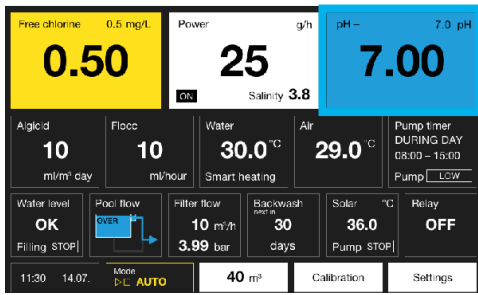 Free chlorine 0.5 mg/L
0.50
Power g/h
25
ON Salinity 3.8
pH – 7.0 pH
7.00
Algicid
10
ml/m³ day
Flocc
10
ml/hour
Water
30.0 °C
Smart heating
Air
29.0 °C
Pump timer
DURING DAY
08:00 – 15:00
Pump LOW
Water level
OK
Filling STOP
Pool flow
OVER
Filter flow
10 m³/h
3.99 bar
Backwash
next in
30
days
Solar °C
36.0
Pump STOP
Relay
OFF
11:30 14.07.
Mode
AUTO
40 m³
Calibration
Settings